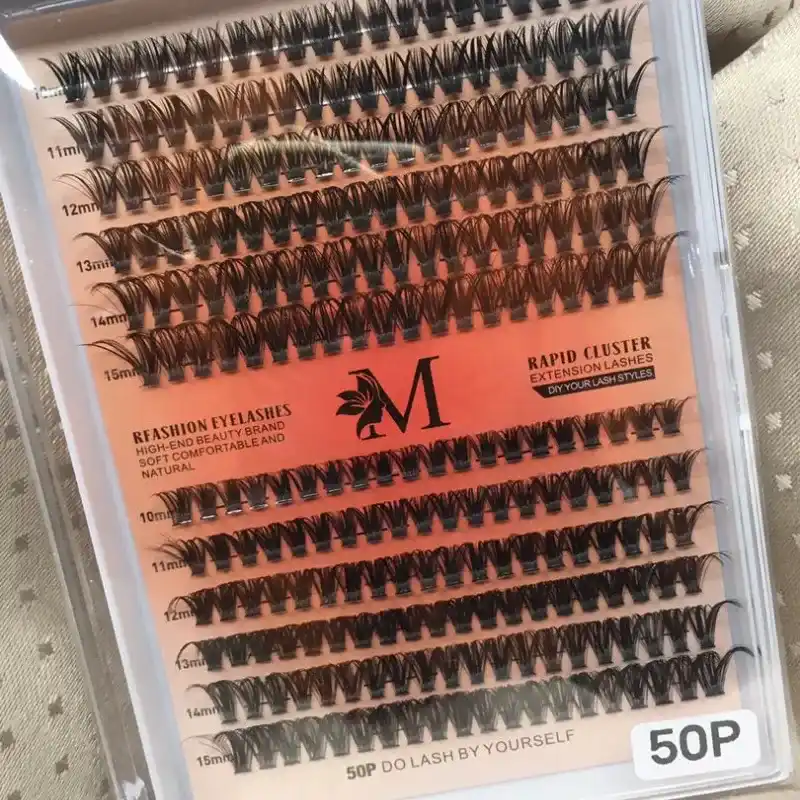 11mm
12mm
13mm
14mm
15mm
M
RFASHION EYELASHES
HIGH-END BEAUTY BRAND
SOFT COMFORTABLE AND
NATURAL
RAPID CLUSTER
EXTENSION LASHES
DIY YOUR LASH STYLES
10mm
11mm
12mm
13mm
14mm
15mm
50P DO LASH BY YOURSELF
50P